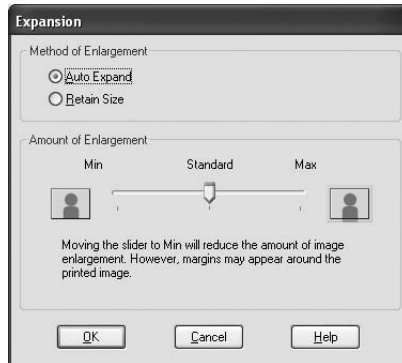 Expansion
Method of Enlargement
Auto Expand
Retain Size
Amount of Enlargement
Min Standard Max
Moving the slider to Min will reduce the amount of image
enlargement. However, margins may appear around the
printed image.
OK Cancel Help